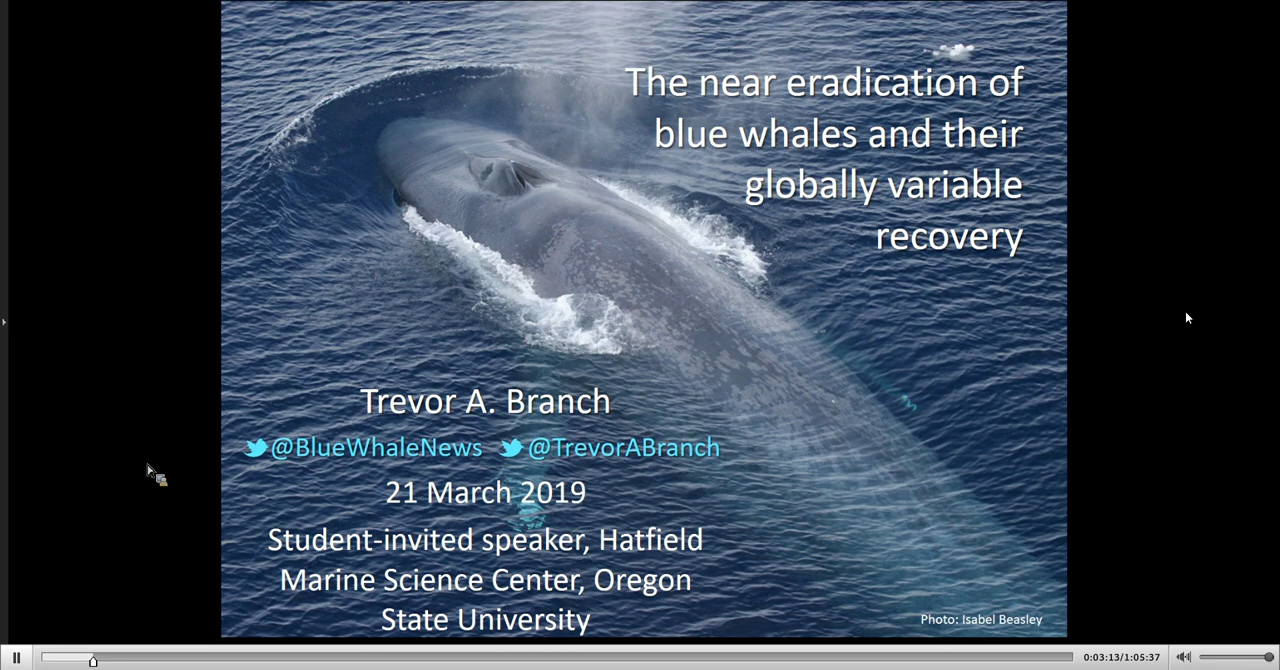 The near eradication of
blue whales and their
globally variable
recovery
Trevor A. Branch
@BlueWhaleNews @TrevorABranch
21 March 2019
Student-invited speaker, Hatfield
Marine Science Center, Oregon
State University
Photo: Isabel Beasley
0:03:13/1:05:37